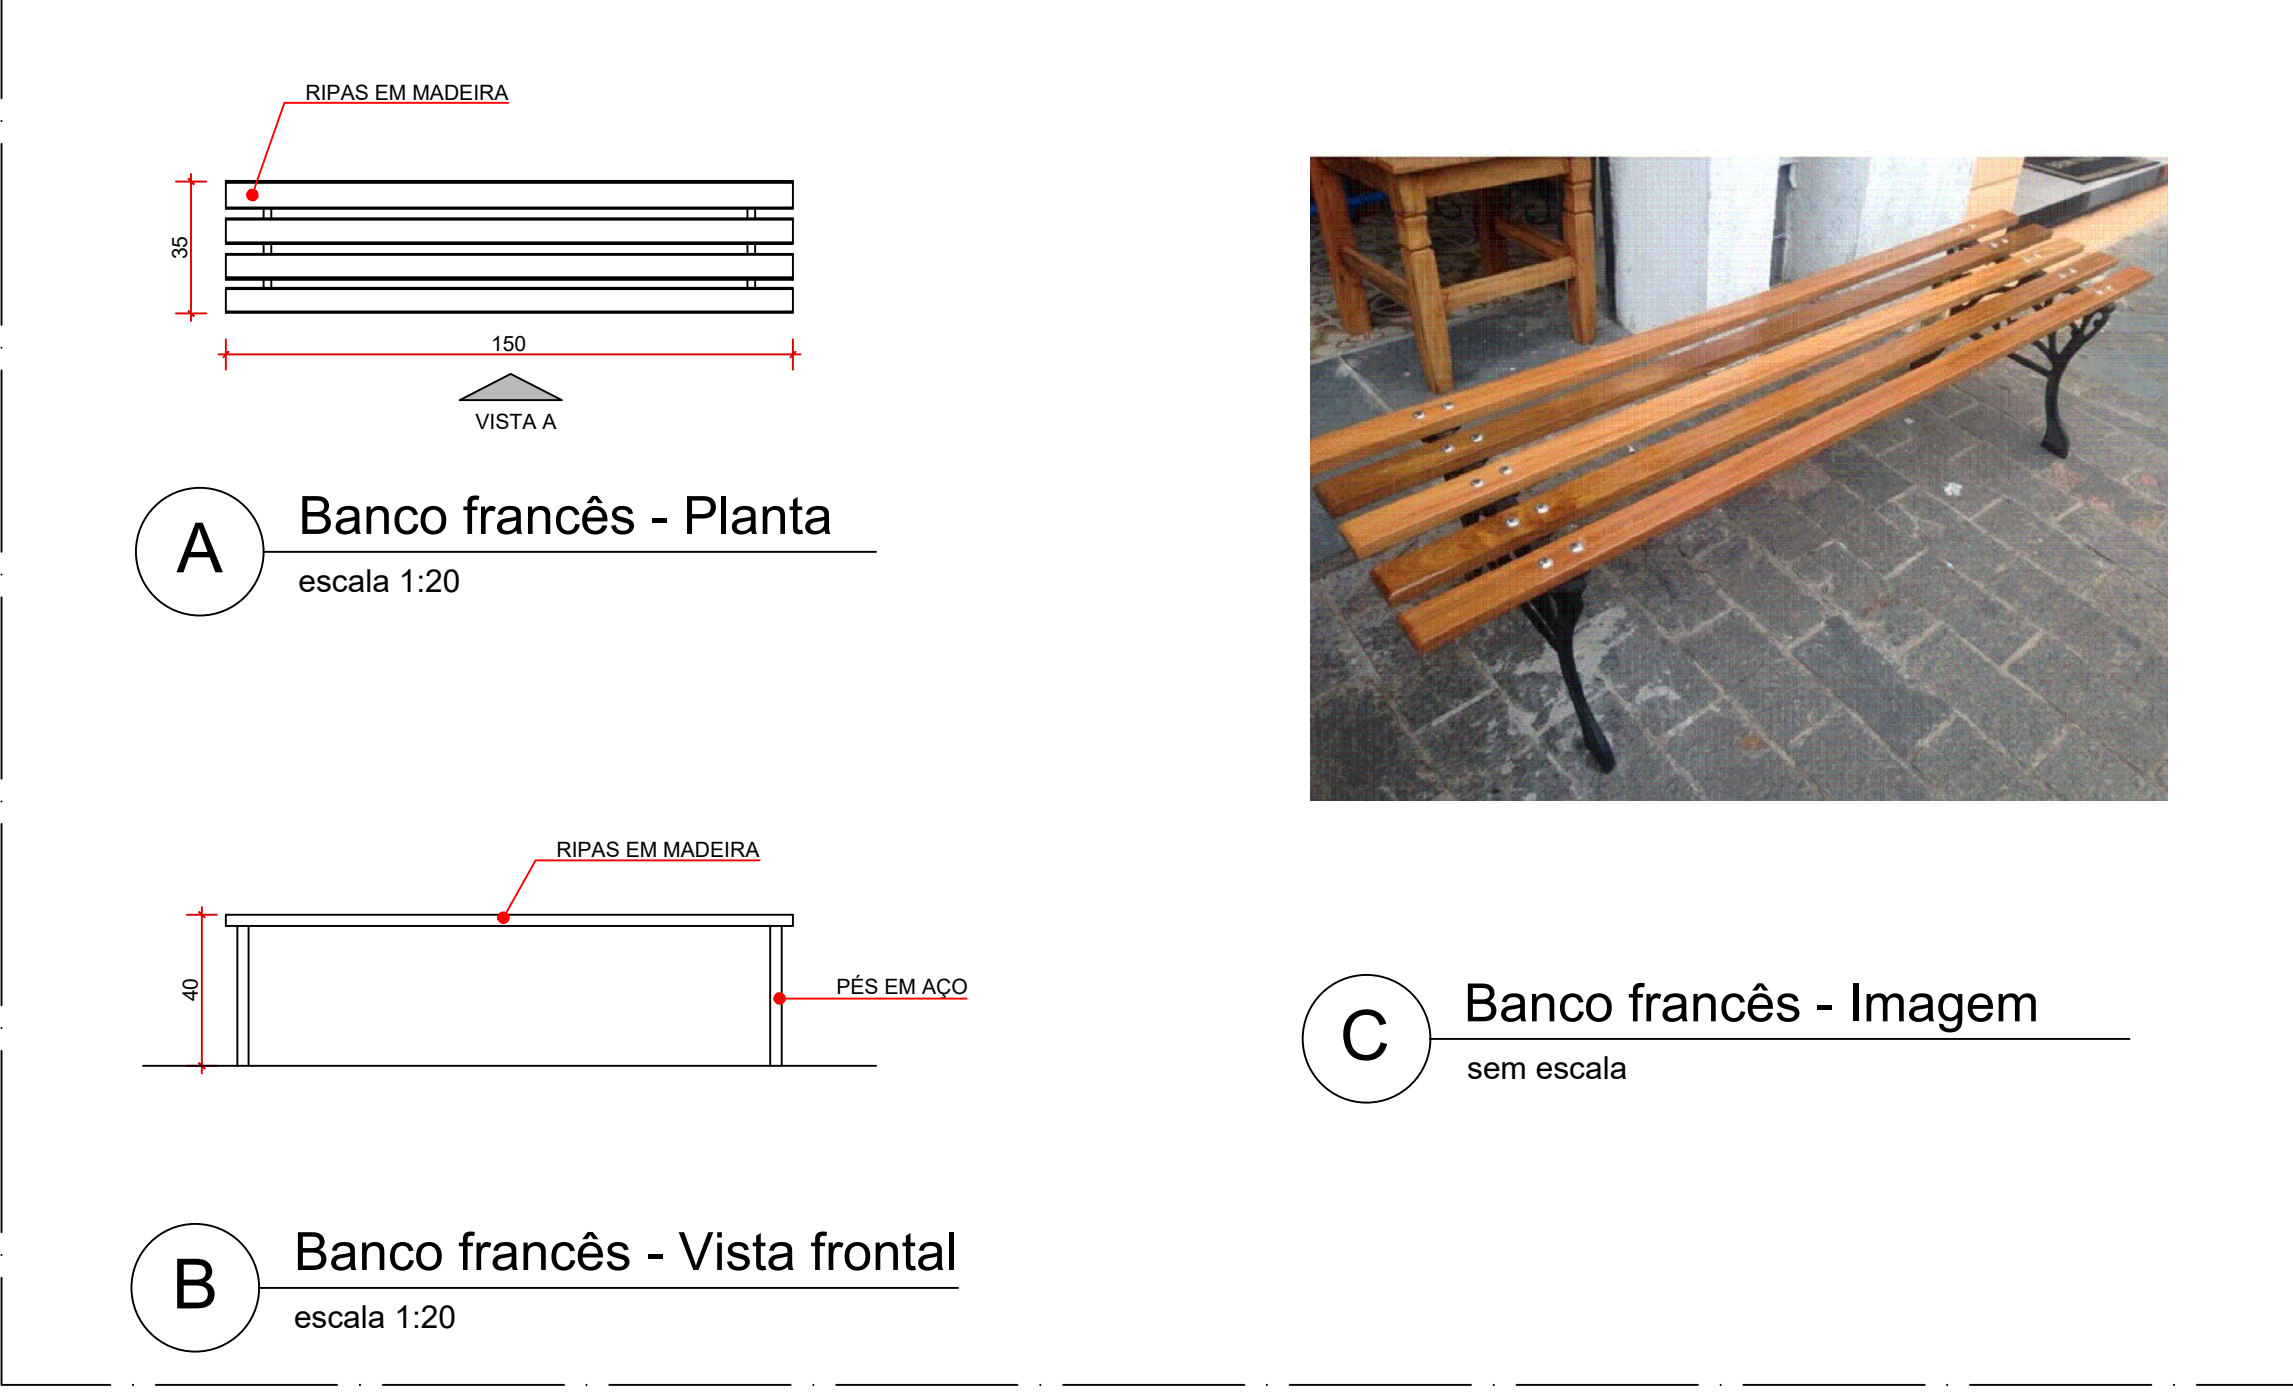 RIPAS EM MADEIRA
35
150
VISTA A
A
Banco francês - Planta
escala 1:20
RIPAS EM MADEIRA
40
PÉS EM AÇO
B
Banco francês - Vista frontal
escala 1:20
C
Banco francês - Imagem
sem escala